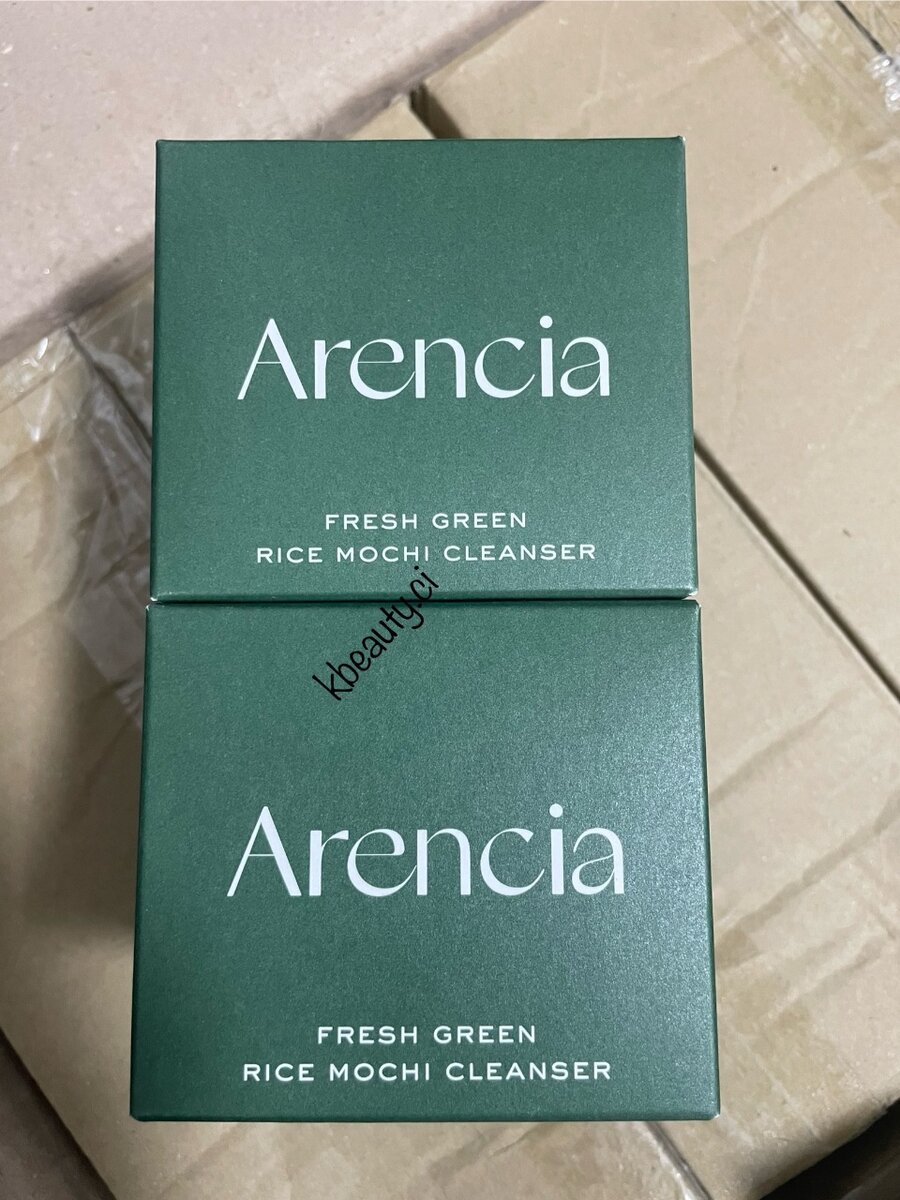 Arencia
FRESH GREEN
RICE MOCHI CLEANSER
kbeauty.ci
Arencia
FRESH GREEN
RICE MOCHI CLEANSER